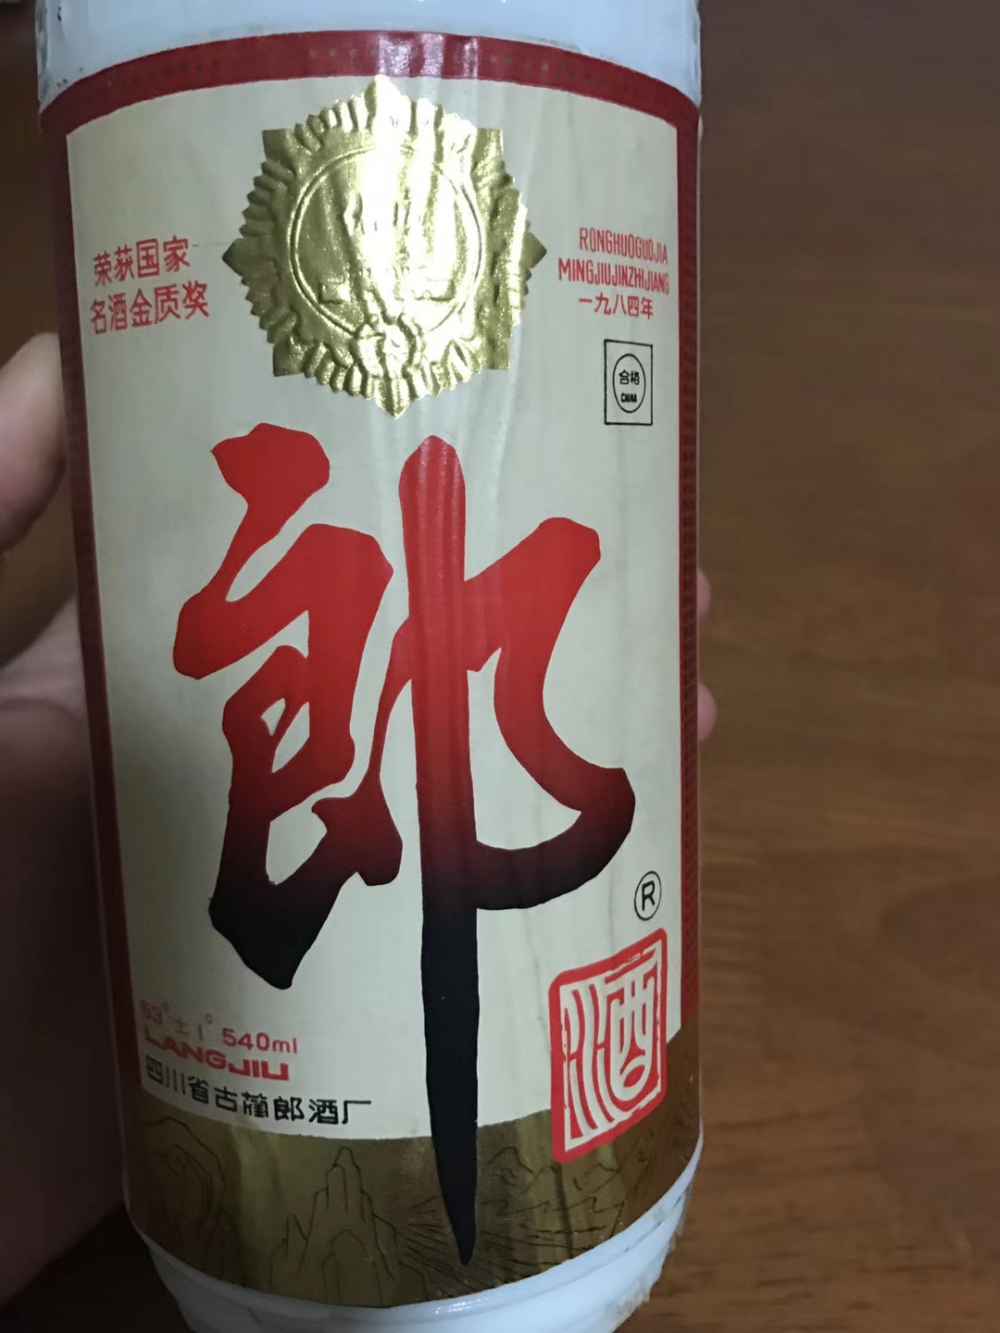 荣获国家
名酒金质奖
RONGHUOGUOJIA
MINGJIUJINZHIJIANG
一九八四年
合格
CHINA
郎
®
酒
53°±1° 540ml
LANGJIU
四川省古蔺郎酒厂